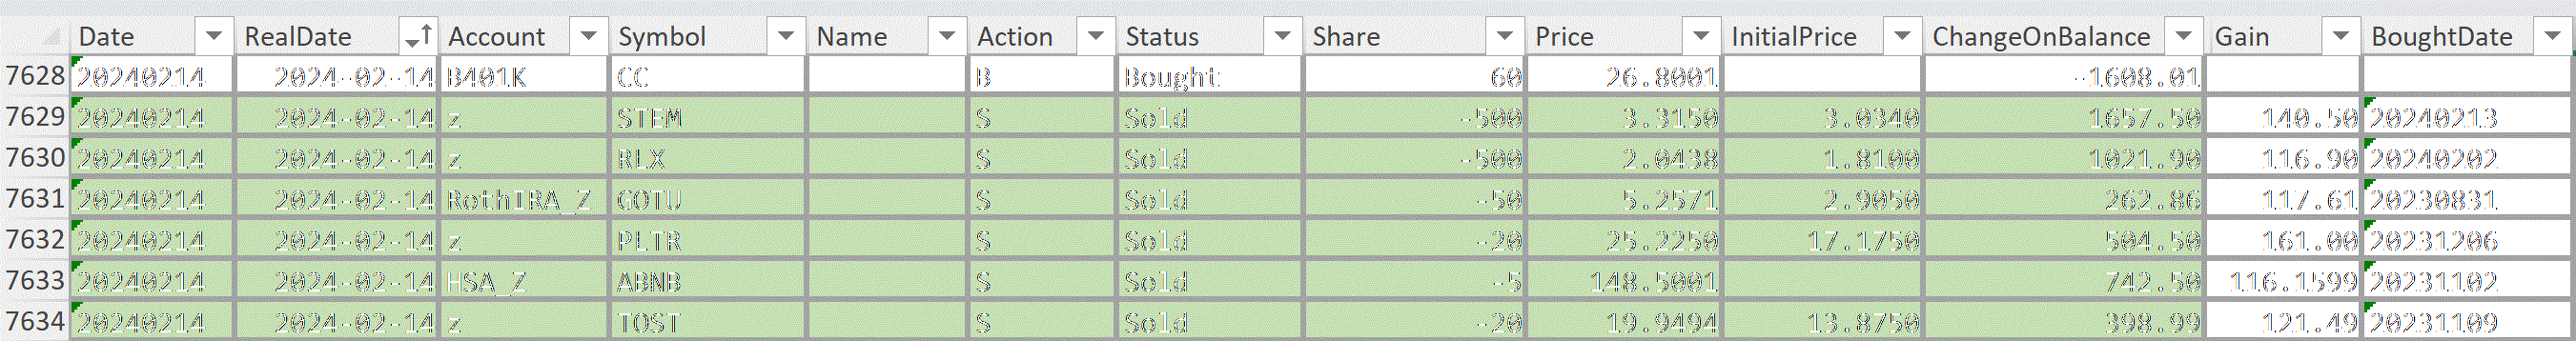 Date RealDate Account Symbol Name Action Status Share Price InitialPrice ChangeOnBalance Gain BoughtDate
7628 20240214 2024-02-14 B401K CC B Bought 60 26.8001 -1608.01
7629 20240214 2024-02-14 z STEM S Sold -500 3.3150 3.0340 1657.50 140.50 20240213
7630 20240214 2024-02-14 z RLX S Sold -500 2.0438 1.8100 1021.90 116.90 20240202
7631 20240214 2024-02-14 RothIRA_Z GOTU S Sold -50 5.2571 2.9050 262.86 117.61 20230831
7632 20240214 2024-02-14 z PLTR S Sold -20 25.2250 17.1750 504.50 161.00 20231206
7633 20240214 2024-02-14 HSA_Z ABNB S Sold -5 148.5001 742.50 116.1599 20231102
7634 20240214 2024-02-14 z TOST S Sold -20 19.9494 13.8750 398.99 121.49 20231109